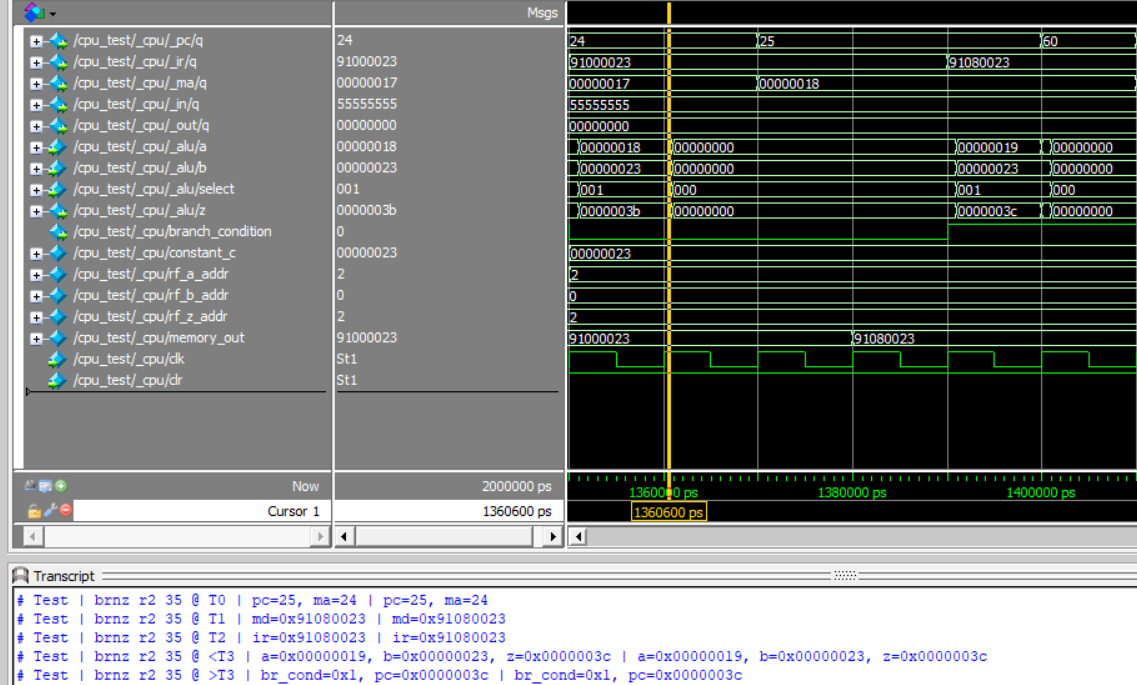 Msgs
/cpu_test/_cpu/_pc/q 24 24 25 60
/cpu_test/_cpu/_ir/q 91000023 91000023 91080023
/cpu_test/_cpu/_ma/q 00000017 00000017 00000018
/cpu_test/_cpu/_in/q 55555555 55555555
/cpu_test/_cpu/_out/q 00000000 00000000
/cpu_test/_cpu/_alu/a 00000018 00000018 00000000 00000019 00000000
/cpu_test/_cpu/_alu/b 00000023 00000023 00000000 00000023 00000000
/cpu_test/_cpu/_alu/select 001 001 000 001 000
/cpu_test/_cpu/_alu/z 0000003b 0000003b 00000000 0000003c 00000000
/cpu_test/_cpu/branch_condition 0
/cpu_test/_cpu/constant_c 00000023 00000023
/cpu_test/_cpu/rf_a_addr 2 2
/cpu_test/_cpu/rf_b_addr 0 0
/cpu_test/_cpu/rf_z_addr 2 2
/cpu_test/_cpu/memory_out 91000023 91000023 91080023
/cpu_test/_cpu/clk St1
/cpu_test/_cpu/clr St1
Now 2000000 ps 1360000 ps 1380000 ps 1400000 ps
Cursor 1 1360600 ps 1360600 ps
Transcript
# Test | brnz r2 35 @ T0 | pc=25, ma=24 | pc=25, ma=24
# Test | brnz r2 35 @ T1 | md=0x91080023 | md=0x91080023
# Test | brnz r2 35 @ T2 | ir=0x91080023 | ir=0x91080023
# Test | brnz r2 35 @ <T3 | a=0x00000019, b=0x00000023, z=0x0000003c | a=0x00000019, b=0x00000023, z=0x0000003c
# Test | brnz r2 35 @ >T3 | br_cond=0x1, pc=0x0000003c | br_cond=0x1, pc=0x0000003c